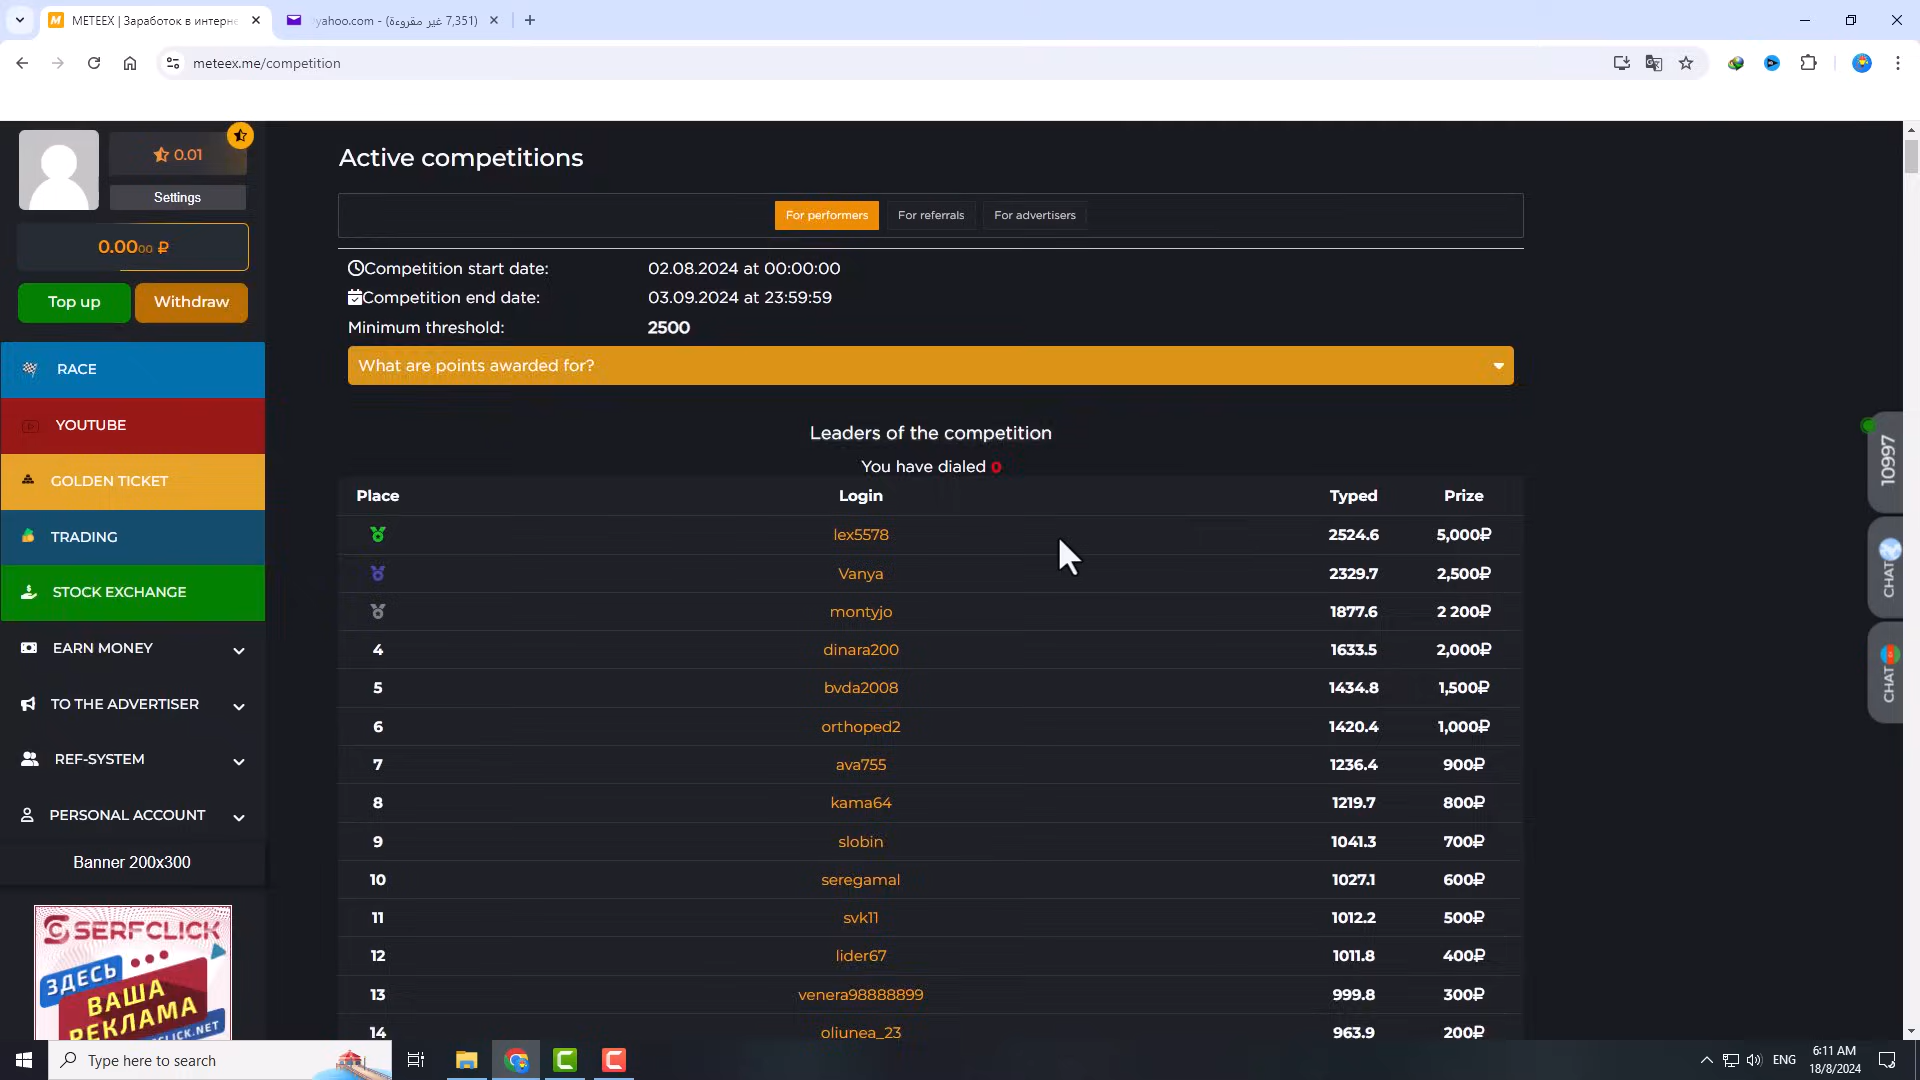 METEEX | Заработок в интерне
yahoo.com - (7,351 غير مقروءة)
meteex.me/competition
0.01
Settings
0.0000 ₽
Top up
Withdraw
RACE
YOUTUBE
GOLDEN TICKET
TRADING
STOCK EXCHANGE
EARN MONEY
TO THE ADVERTISER
REF-SYSTEM
PERSONAL ACCOUNT
Banner 200x300
SERFCLICK
ЗДЕСЬ
ВАША
РЕКЛАМА
Active competitions
For performers
For referrals
For advertisers
Competition start date: 02.08.2024 at 00:00:00
Competition end date: 03.09.2024 at 23:59:59
Minimum threshold: 2500
What are points awarded for?
Leaders of the competition
You have dialed 0
Place Login Typed Prize
lex5578 2524.6 5,000₽
Vanya 2329.7 2,500₽
montyjo 1877.6 2 200₽
4 dinara200 1633.5 2,000₽
5 bvda2008 1434.8 1,500₽
6 orthoped2 1420.4 1,000₽
7 ava755 1236.4 900₽
8 kama64 1219.7 800₽
9 slobin 1041.3 700₽
10 seregamal 1027.1 600₽
11 svk11 1012.2 500₽
12 lider67 1011.8 400₽
13 venera98888899 999.8 300₽
14 oliunea_23 963.9 200₽
10997
CHAT
CHAT
Type here to search
ENG
6:11 AM
18/8/2024